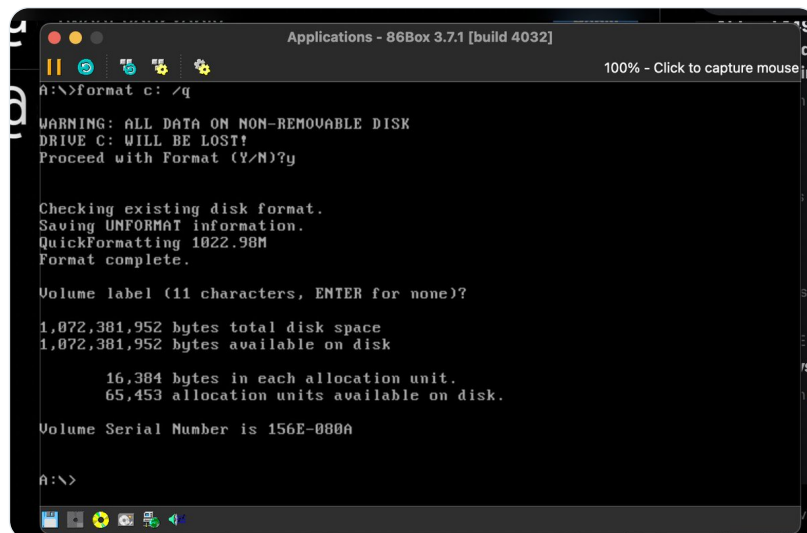 Applications - 86Box 3.7.1 [build 4032]
100% - Click to capture mouse
A:\>format c: /q
WARNING: ALL DATA ON NON-REMOVABLE DISK
DRIVE C: WILL BE LOST!
Proceed with Format (Y/N)?y
Checking existing disk format.
Saving UNFORMAT information.
QuickFormatting 1022.98M
Format complete.
Volume label (11 characters, ENTER for none)?
1,072,381,952 bytes total disk space
1,072,381,952 bytes available on disk
16,384 bytes in each allocation unit.
65,453 allocation units available on disk.
Volume Serial Number is 156E-080A
A:\>